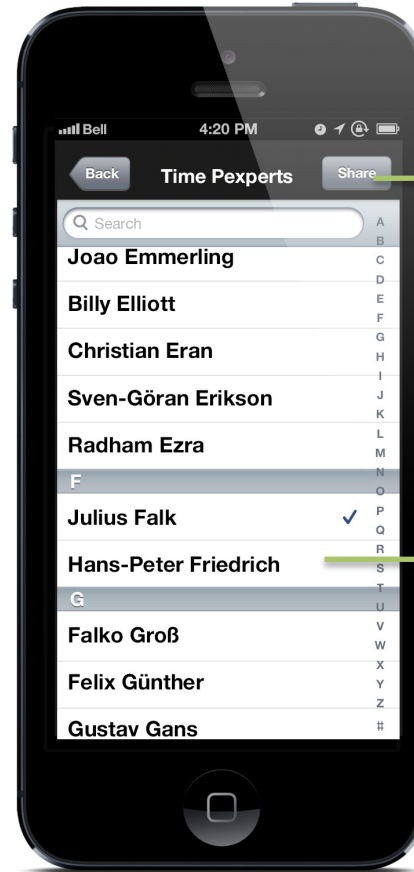 Bell 4:20 PM
Back Time Pexperts Share
Search
Joao Emmerling
Billy Elliott
Christian Eran
Sven-Göran Erikson
Radham Ezra
F
Julius Falk
Hans-Peter Friedrich
G
Falko Groß
Felix Günther
Gustav Gans
A
B
C
D
E
F
G
H
I
J
K
L
M
N
O
P
Q
R
S
T
U
V
W
X
Y
Z
#